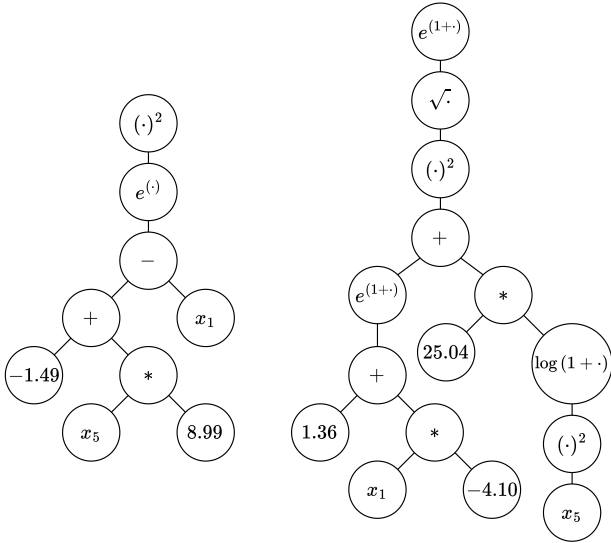 e^(1+·)
√·
(·)²
(·)²
e^(·)
+
−
e^(1+·) *
+ x₁
25.04 log (1 + ·)
−1.49 * +
x₅ 8.99 1.36 * (·)²
x₁ −4.10
x₅